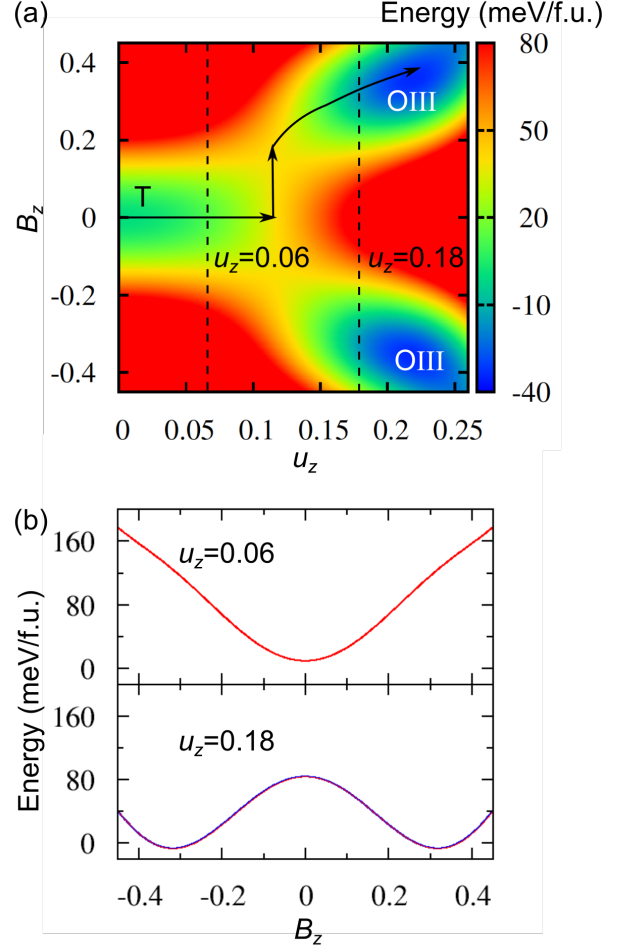 (a)
Energy (meV/f.u.)
0.4
0.2
0
-0.2
-0.4
B_z
T
OIII
u_z=0.06
u_z=0.18
OIII
80
50
20
-10
-40
0 0.05 0.1 0.15 0.20 0.25
u_z
(b)
Energy (meV/f.u.)
160
80
0
u_z=0.06
160
80
0
u_z=0.18
-0.4 -0.2 0 0.2 0.4
B_z